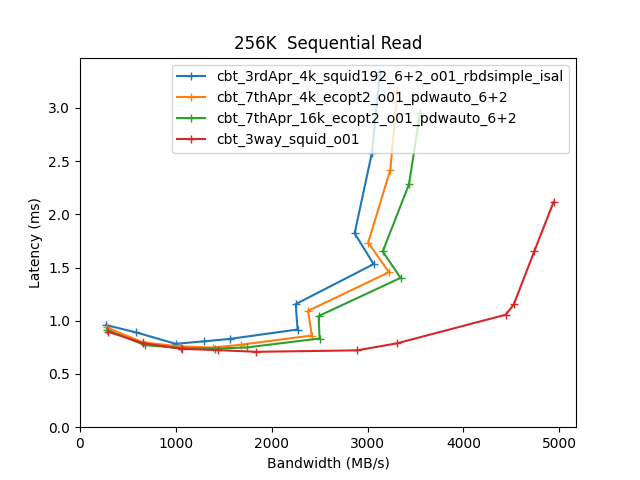 256K  Sequential Read
cbt_3rdApr_4k_squid192_6+2_o01_rbdsimple_isal
cbt_7thApr_4k_ecopt2_o01_pdwauto_6+2
cbt_7thApr_16k_ecopt2_o01_pdwauto_6+2
cbt_3way_squid_o01
3.0
2.5
2.0
1.5
1.0
0.5
0.0
Latency (ms)
0 1000 2000 3000 4000 5000
Bandwidth (MB/s)